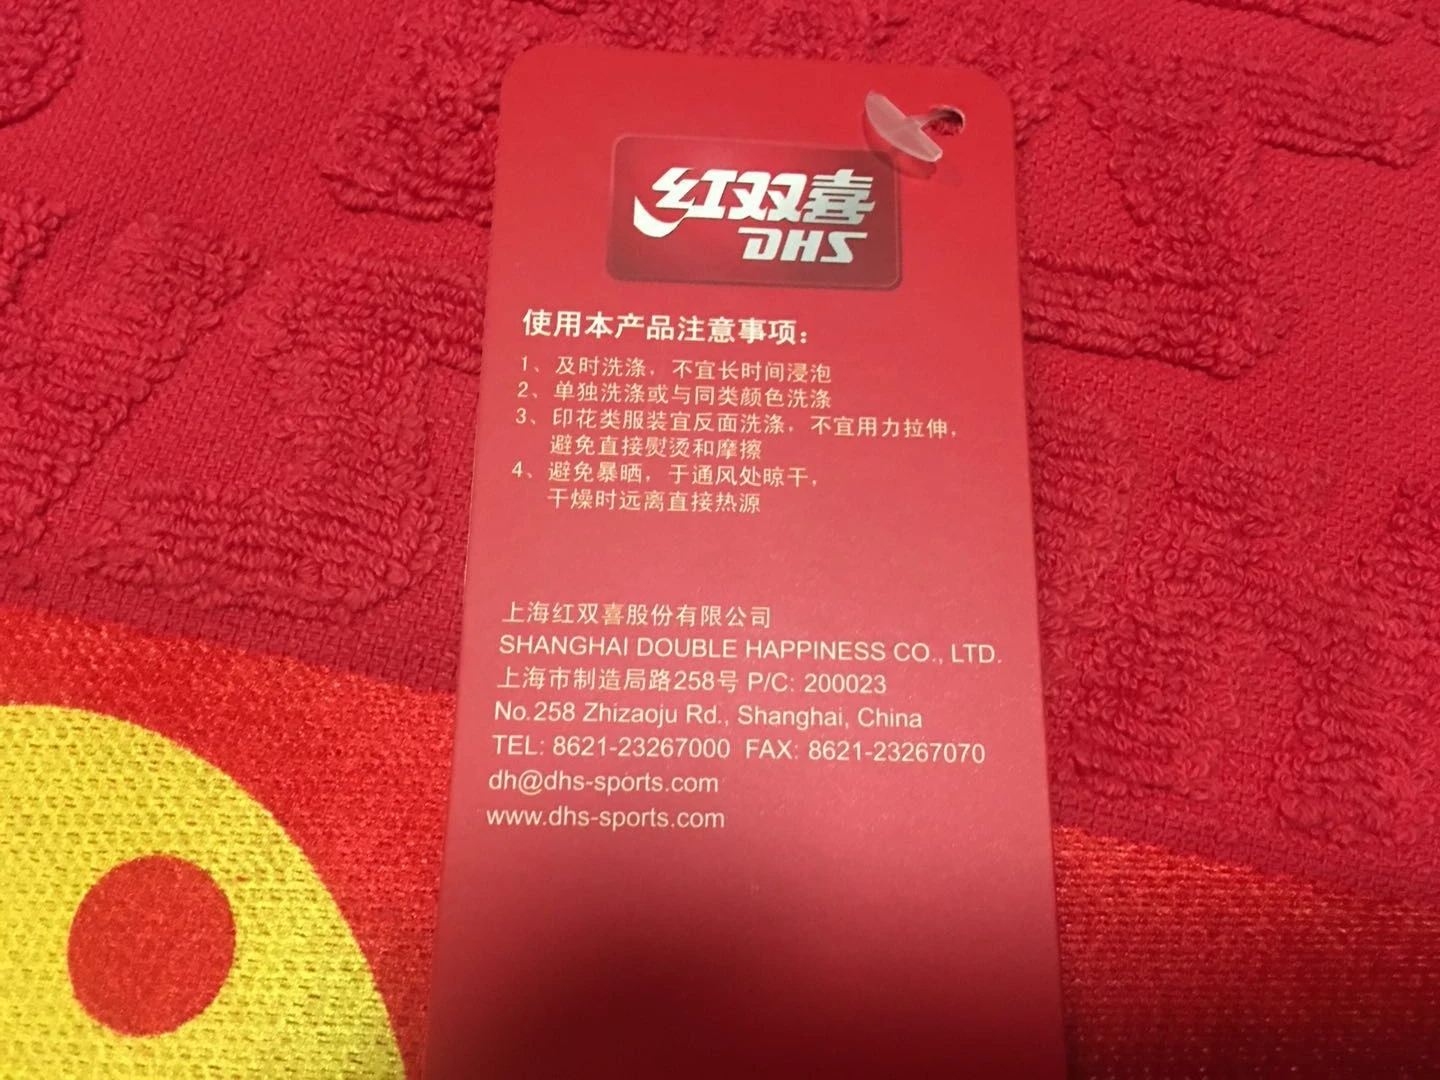 红双喜
DHS
使用本产品注意事项：
1、及时洗涤，不宜长时间浸泡
2、单独洗涤或与同类颜色洗涤
3、印花类服装宜反面洗涤，不宜用力拉伸，
避免直接熨烫和摩擦
4、避免暴晒，于通风处晾干，
干燥时远离直接热源
上海红双喜股份有限公司
SHANGHAI DOUBLE HAPPINESS CO., LTD.
上海市制造局路258号 P/C: 200023
No.258 Zhizaoju Rd., Shanghai, China
TEL: 8621-23267000 FAX: 8621-23267070
dh@dhs-sports.com
www.dhs-sports.com